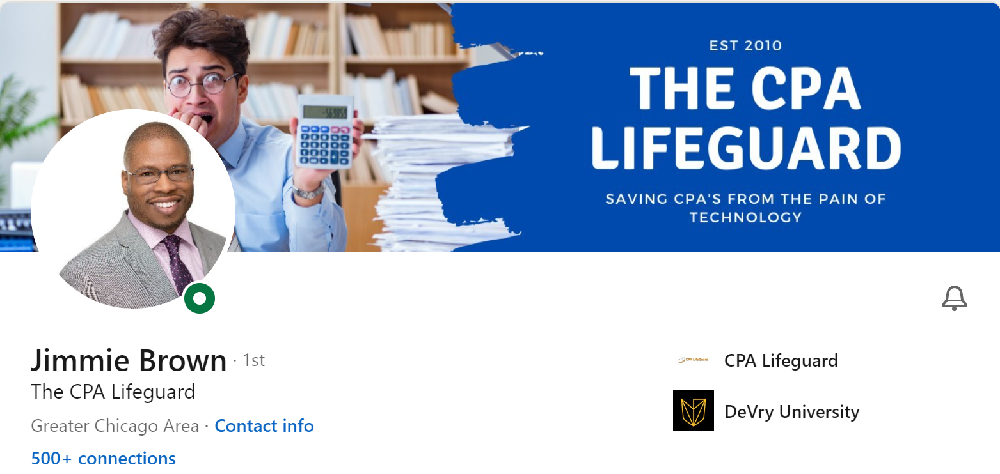 EST 2010
THE CPA
LIFEGUARD
SAVING CPA'S FROM THE PAIN OF
TECHNOLOGY
Jimmie Brown · 1st
The CPA Lifeguard
Greater Chicago Area · Contact info
500+ connections
CPA LifeGuard
CPA Lifeguard
DeVry University